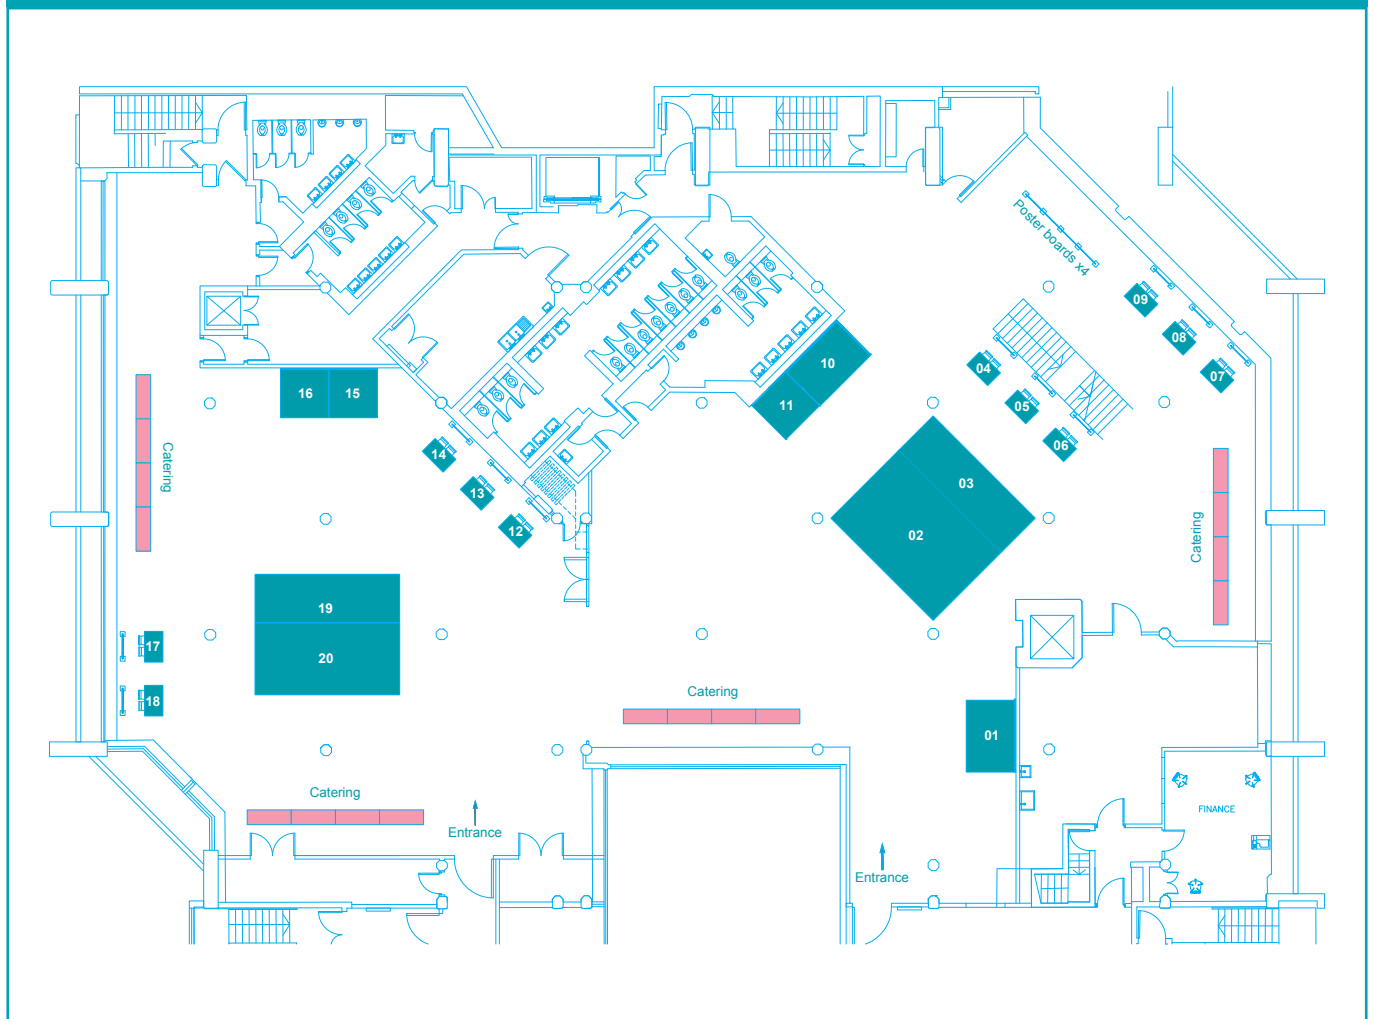 Poster boards x4
09
08
07
04
05
06
10
11
16
15
14
13
12
03
02
Catering
Catering
19
20
17
18
Catering
01
Catering
Entrance
FINANCE
Entrance